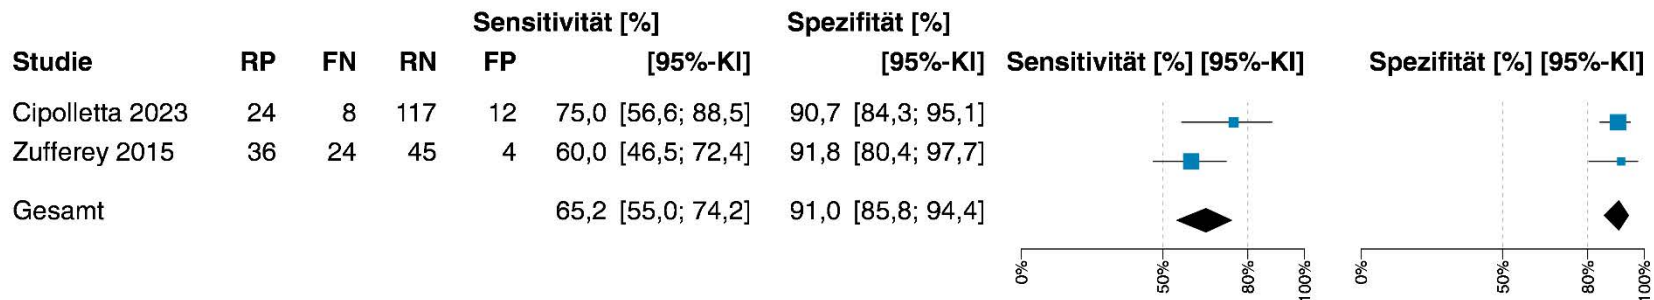 Sensitivität [%] Spezifität [%]
Studie RP FN RN FP [95%-KI] [95%-KI] Sensitivität [%] [95%-KI] Spezifität [%] [95%-KI]
Cipolletta 2023 24 8 117 12 75,0 [56,6; 88,5] 90,7 [84,3; 95,1]
Zufferey 2015 36 24 45 4 60,0 [46,5; 72,4] 91,8 [80,4; 97,7]
Gesamt 65,2 [55,0; 74,2] 91,0 [85,8; 94,4]
0% 50% 80% 100% 0% 50% 80% 100%